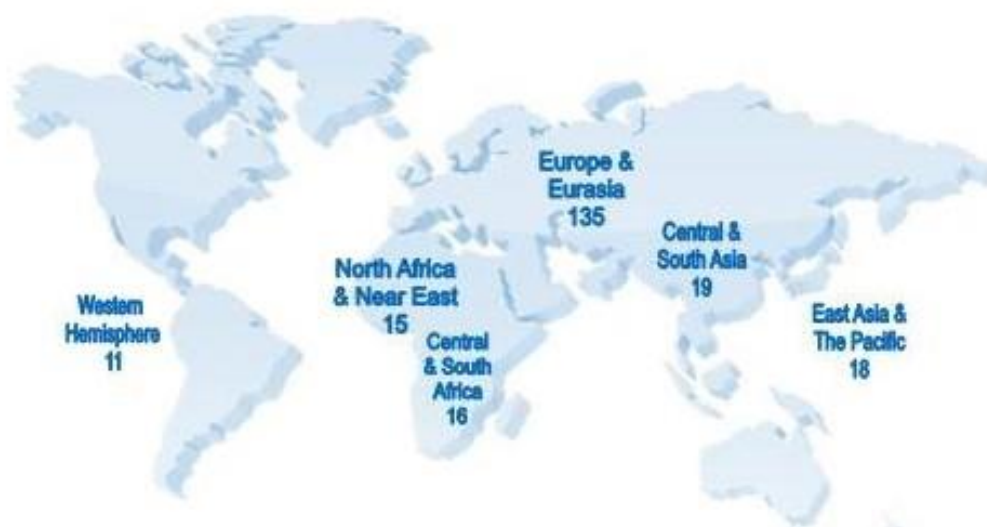 Europe &
Eurasia
135
Central &
South Asia
19
North Africa
& Near East
15
Western
Hemisphere
11
East Asia &
The Pacific
18
Central
& South
Africa
16